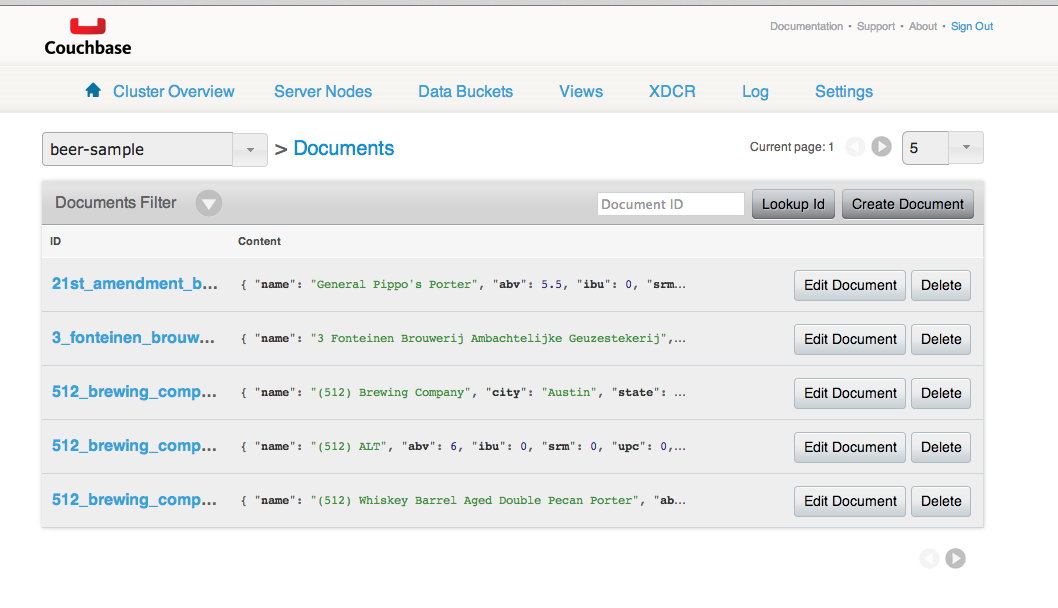 Couchbase
Documentation • Support • About • Sign Out
Cluster Overview Server Nodes Data Buckets Views XDCR Log Settings
beer-sample > Documents Current page: 1 5
Documents Filter Document ID Lookup Id Create Document
ID Content
21st_amendment_b... { "name": "General Pippo's Porter", "abv": 5.5, "ibu": 0, "srm... Edit Document Delete
3_fonteinen_brouw... { "name": "3 Fonteinen Brouwerij Ambachtelijke Geuzestekerij",... Edit Document Delete
512_brewing_comp... { "name": "(512) Brewing Company", "city": "Austin", "state": ... Edit Document Delete
512_brewing_comp... { "name": "(512) ALT", "abv": 6, "ibu": 0, "srm": 0, "upc": 0,... Edit Document Delete
512_brewing_comp... { "name": "(512) Whiskey Barrel Aged Double Pecan Porter", "ab... Edit Document Delete